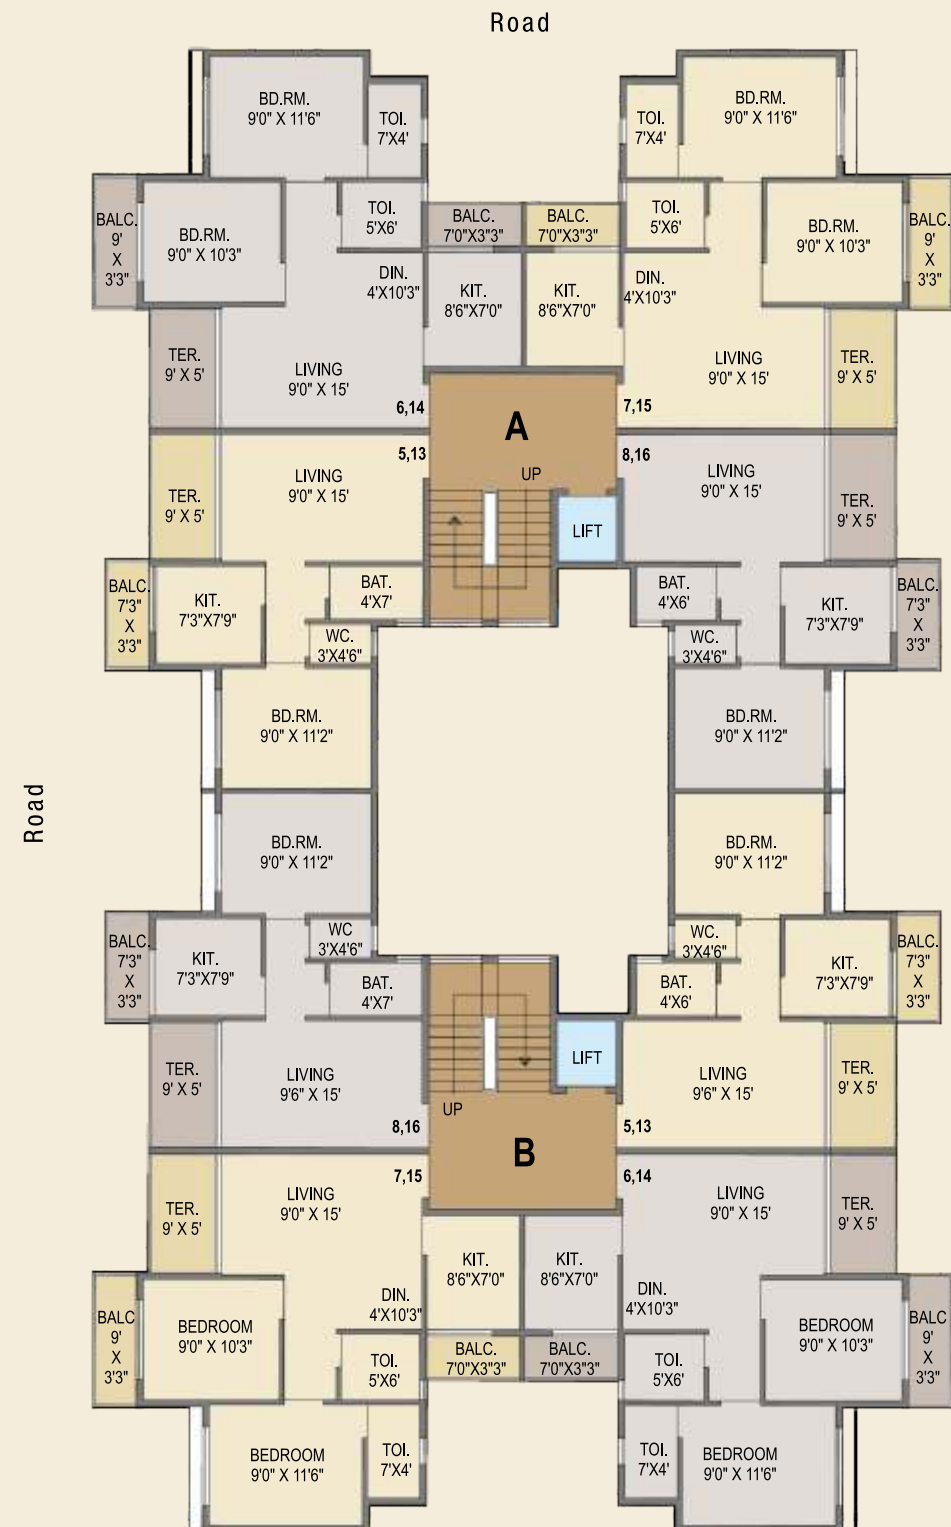 Road
BD.RM.
9'0" X 11'6"
TOI.
7'X4'
TOI.
7'X4'
BD.RM.
9'0" X 11'6"
BALC.
9'
X
3'3"
BD.RM.
9'0" X 10'3"
TOI.
5'X6'
BALC.
7'0"X3"3"
BALC.
7'0"X3"3"
TOI.
5'X6'
BD.RM.
9'0" X 10'3"
BALC.
9'
X
3'3"
DIN.
4'X10'3"
KIT.
8'6"X7'0"
KIT.
8'6"X7'0"
DIN.
4'X10'3"
TER.
9' X 5'
LIVING
9'0" X 15'
6,14
A
7,15
LIVING
9'0" X 15'
TER.
9' X 5'
TER.
9' X 5'
LIVING
9'0" X 15'
5,13
UP
LIFT
8,16
LIVING
9'0" X 15'
TER.
9' X 5'
BALC.
7'3"
X
3'3"
KIT.
7'3"X7'9"
BAT.
4'X7'
WC.
3'X4'6"
BAT.
4'X6'
WC.
3'X4'6"
KIT.
7'3"X7'9"
BALC.
7'3"
X
3'3"
BD.RM.
9'0" X 11'2"
BD.RM.
9'0" X 11'2"
Road
BD.RM.
9'0" X 11'2"
BD.RM.
9'0" X 11'2"
BALC.
7'3"
X
3'3"
KIT.
7'3"X7'9"
WC
3'X4'6"
BAT.
4'X7'
WC.
3'X4'6"
BAT.
4'X6'
KIT.
7'3"X7'9"
BALC.
7'3"
X
3'3"
TER.
9' X 5'
LIVING
9'6" X 15'
8,16
UP
LIFT
B
5,13
LIVING
9'6" X 15'
TER.
9' X 5'
TER.
9' X 5'
LIVING
9'0" X 15'
7,15
6,14
LIVING
9'0" X 15'
TER.
9' X 5'
KIT.
8'6"X7'0"
KIT.
8'6"X7'0"
DIN.
4'X10'3"
DIN.
4'X10'3"
BALC
9'
X
3'3"
BEDROOM
9'0" X 10'3"
TOI.
5'X6'
BALC.
7'0"X3"3"
BALC.
7'0"X3"3"
TOI.
5'X6'
BEDROOM
9'0" X 10'3"
BALC
9'
X
3'3"
BEDROOM
9'0" X 11'6"
TOI.
7'X4'
TOI.
7'X4'
BEDROOM
9'0" X 11'6"